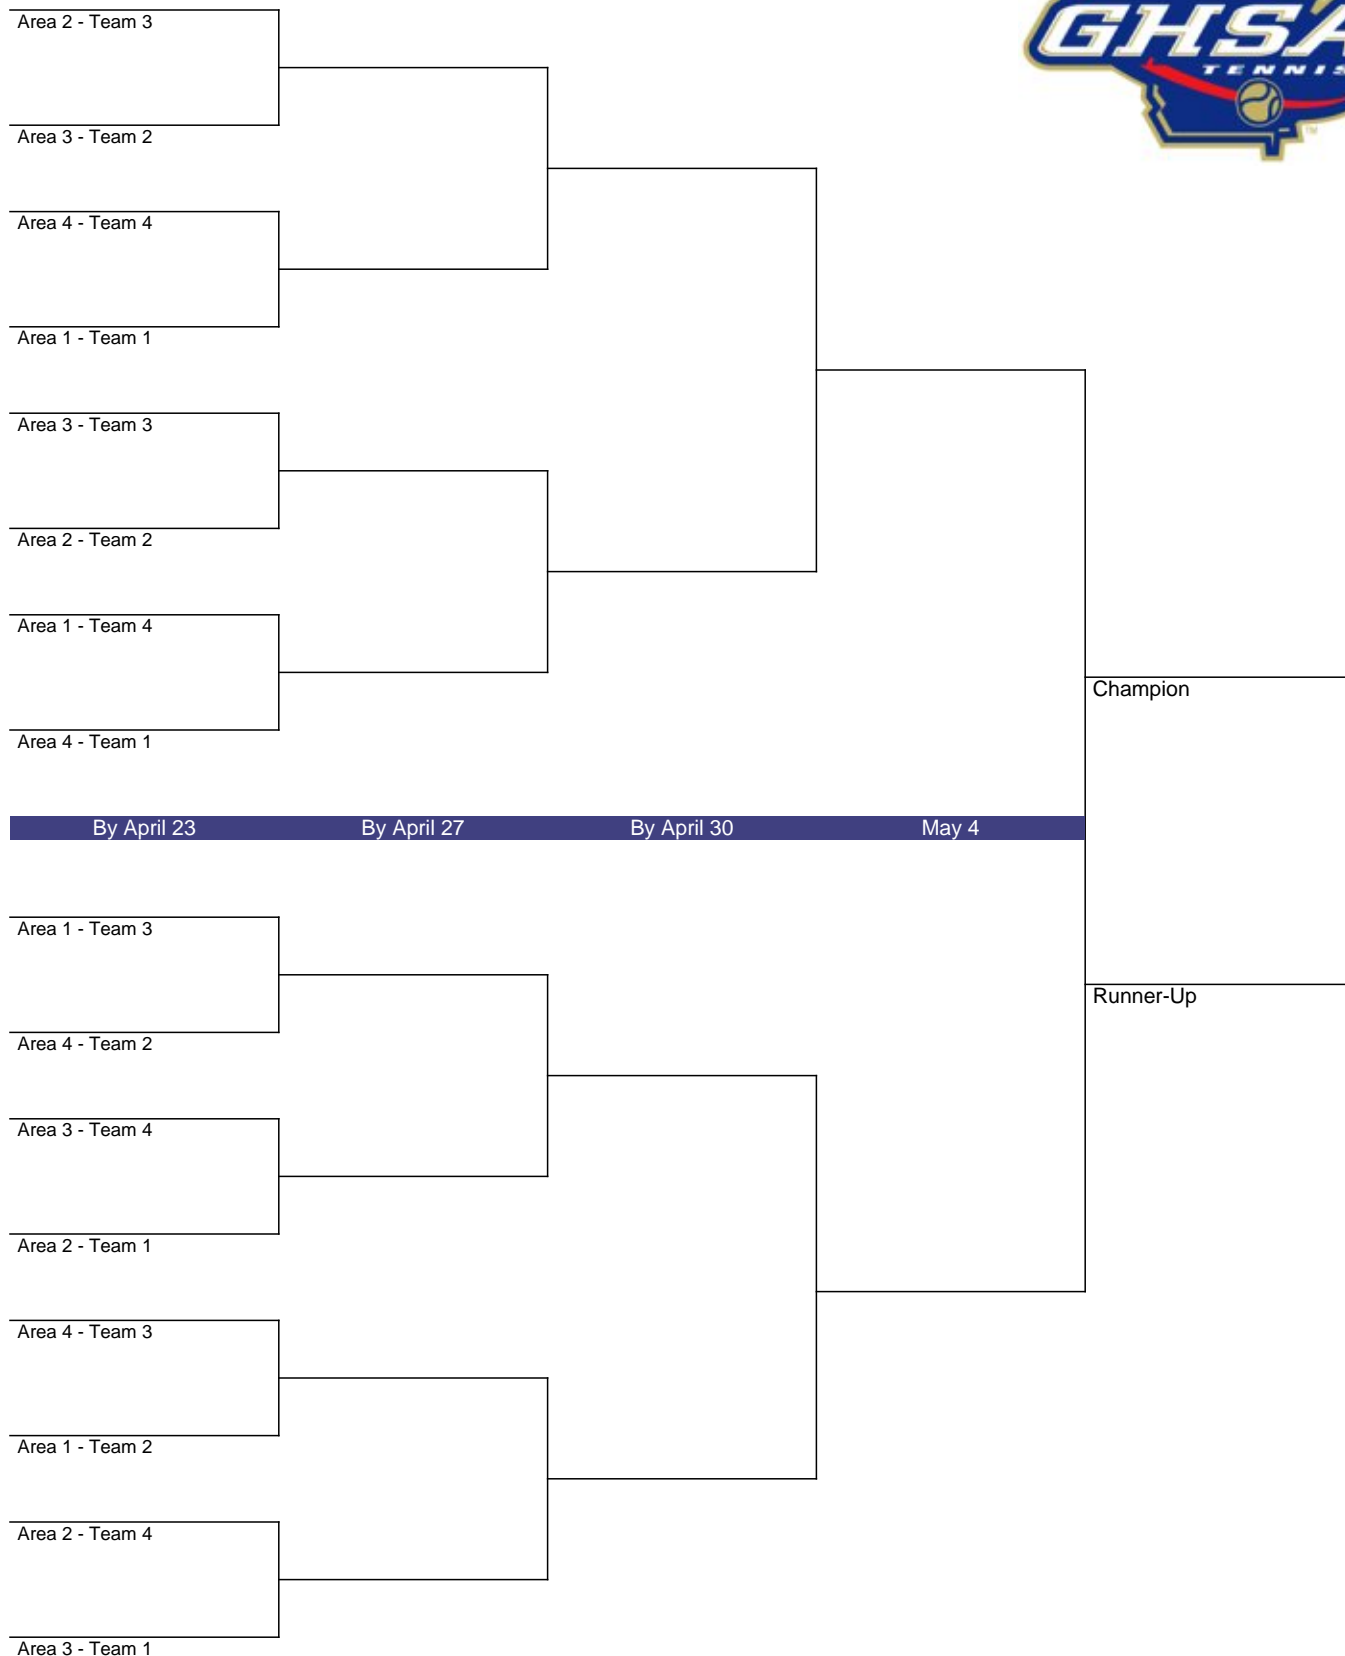 Area 2 - Team 3
GHSA
TENNIS
TM
Area 3 - Team 2
Area 4 - Team 4
Area 1 - Team 1
Area 3 - Team 3
Area 2 - Team 2
Area 1 - Team 4
Champion
Area 4 - Team 1
By April 23 By April 27 By April 30 May 4
Area 1 - Team 3
Runner-Up
Area 4 - Team 2
Area 3 - Team 4
Area 2 - Team 1
Area 4 - Team 3
Area 1 - Team 2
Area 2 - Team 4
Area 3 - Team 1